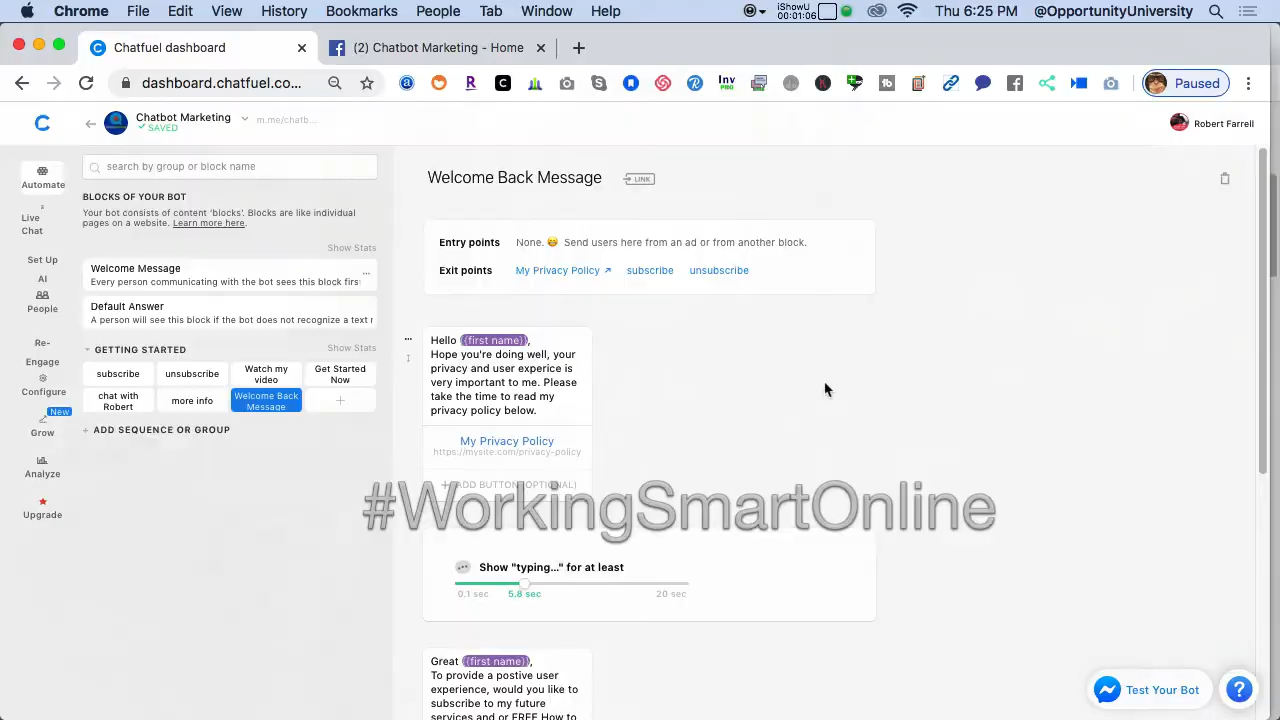 Chrome File Edit View History Bookmarks People Tab Window Help
iShowU
00:01:06
Thu 6:25 PM @OpportunityUniversity
Chatfuel dashboard
(2) Chatbot Marketing - Home
dashboard.chatfuel.co...
Inv
PRO
Paused
Chatbot Marketing
SAVED
m.me/chatb...
Robert Farrell
Automate
Live
Chat
Set Up
AI
People
Re-
Engage
Configure
New
Grow
Analyze
Upgrade
search by group or block name
BLOCKS OF YOUR BOT
Your bot consists of content 'blocks'. Blocks are like individual
pages on a website. Learn more here.
Show Stats
Welcome Message
Every person communicating with the bot sees this block firs
Default Answer
A person will see this block if the bot does not recognize a text r
GETTING STARTED
Show Stats
subscribe
unsubscribe
Watch my
video
Get Started
Now
chat with
Robert
more info
Welcome Back
Message
+ ADD SEQUENCE OR GROUP
Welcome Back Message
LINK
Entry points None. 😁 Send users here from an ad or from another block.
Exit points My Privacy Policy ↗ subscribe unsubscribe
Hello {{first name}},
Hope you're doing well, your
privacy and user experice is
very important to me. Please
take the time to read my
privacy policy below.
My Privacy Policy
https://mysite.com/privacy-policy
+ ADD BUTTON (OPTIONAL)
#WorkingSmartOnline
Show "typing..." for at least
0.1 sec 5.8 sec 20 sec
Great {{first name}},
To provide a postive user
experience, would you like to
subscribe to my future
services and or FREE How to
Test Your Bot
?